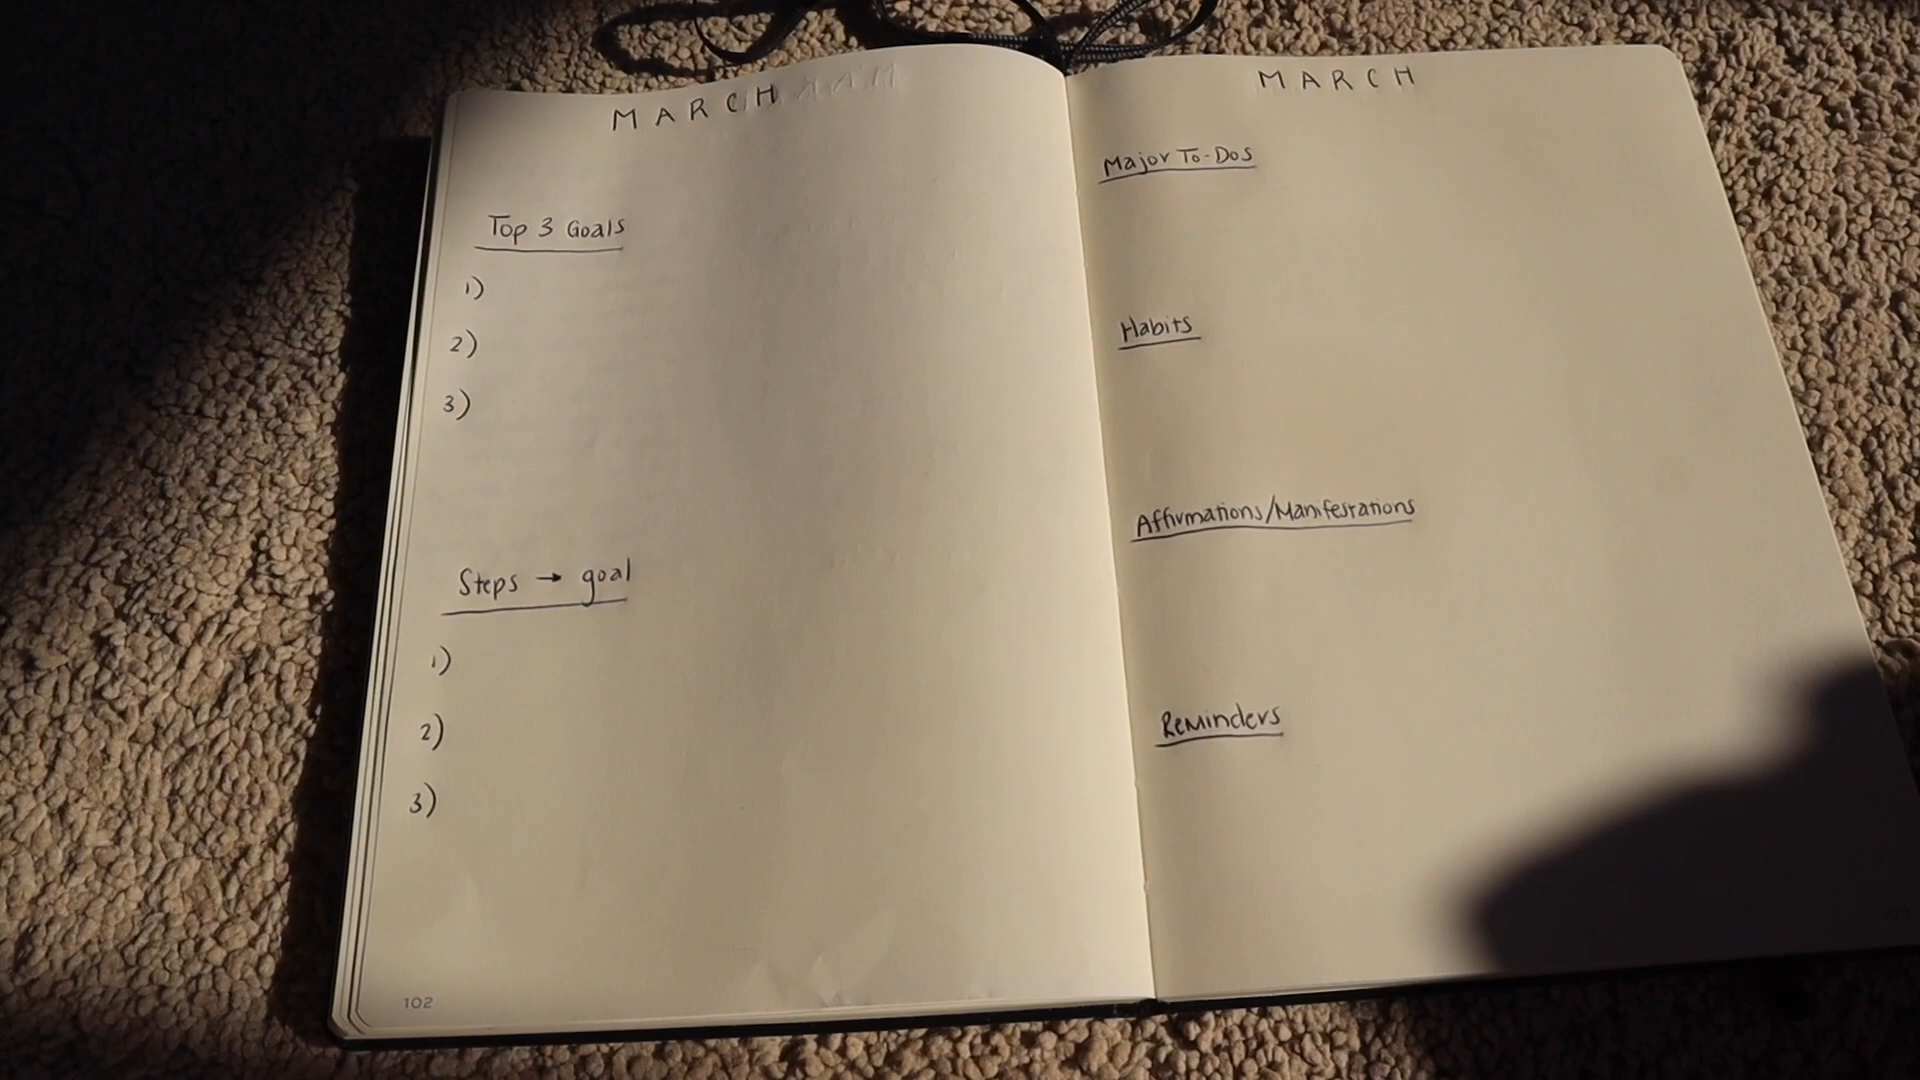 MARCH
Top 3 Goals
1)
2)
3)
Steps → goal
1)
2)
3)
102
MARCH
Major To-Dos
Habits
Affirmations/Manifestations
Reminders
103